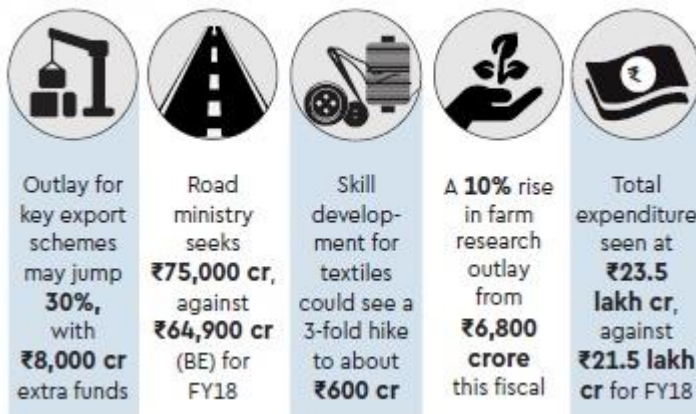 Outlay for
key export
schemes
may jump
30%,
with
₹8,000 cr
extra funds
Road
ministry
seeks
₹75,000 cr,
against
₹64,900 cr
(BE) for
FY18
Skill
develop-
ment for
textiles
could see a
3-fold hike
to about
₹600 cr
A 10% rise
in farm
research
outlay
from
₹6,800
crore
this fiscal
₹
Total
expenditure
seen at
₹23.5
lakh cr,
against
₹21.5 lakh
cr for FY18